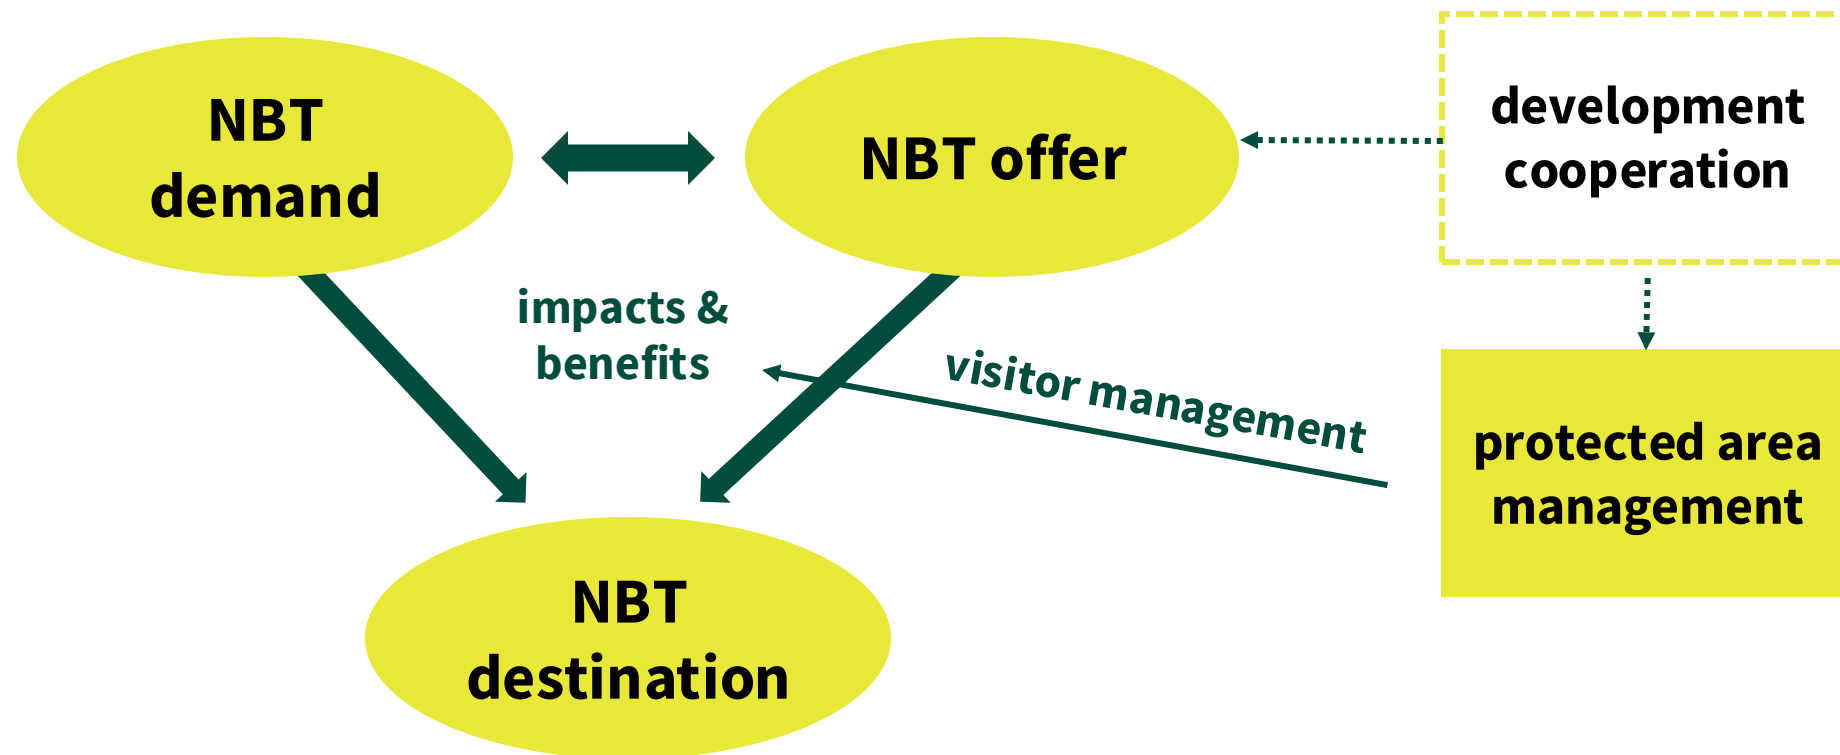 NBT
demand
NBT offer
development
cooperation
impacts &
benefits
visitor management
protected area
management
NBT
destination